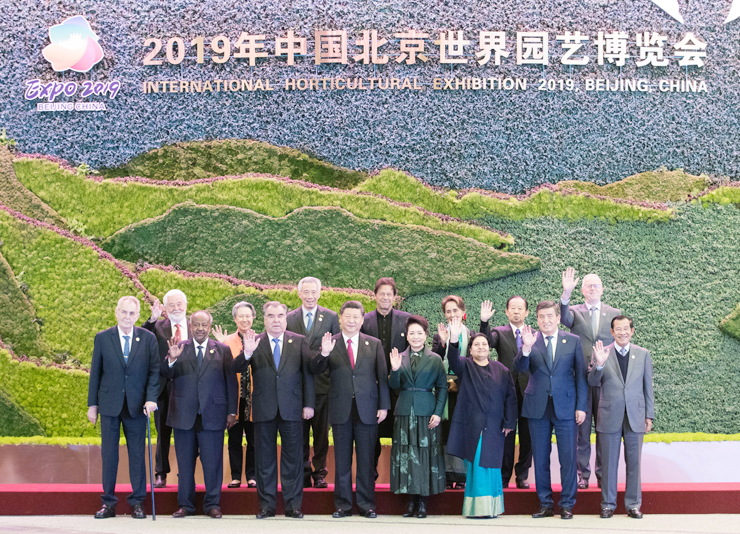 2019年中国北京世界园艺博览会
INTERNATIONAL HORTICULTURAL EXHIBITION 2019, BEIJING, CHINA
EXPO 2019
BEIJING CHINA